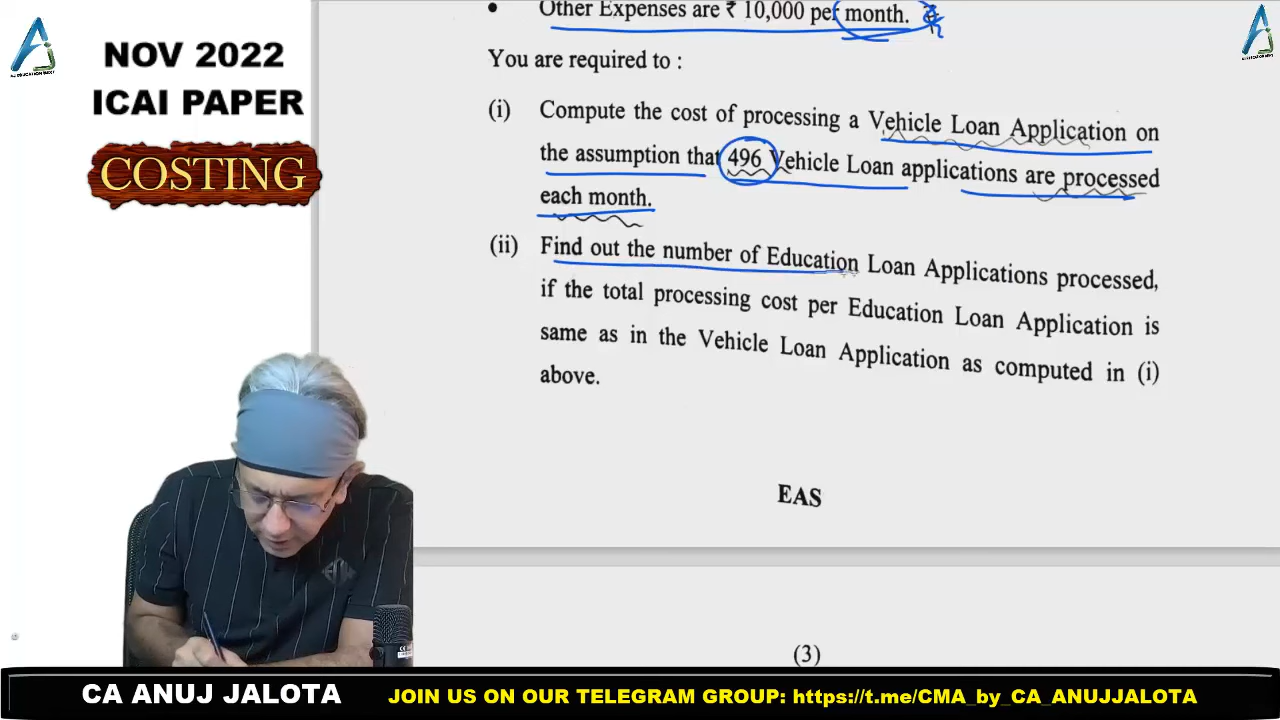 • Other Expenses are ₹ 10,000 per month.
NOV 2022
ICAI PAPER
COSTING
You are required to :
(i) Compute the cost of processing a Vehicle Loan Application on
the assumption that 496 Vehicle Loan applications are processed
each month.
(ii) Find out the number of Education Loan Applications processed,
if the total processing cost per Education Loan Application is
same as in the Vehicle Loan Application as computed in (i)
above.
EAS
(3)
CA ANUJ JALOTA JOIN US ON OUR TELEGRAM GROUP: https://t.me/CMA_by_CA_ANUJJALOTA